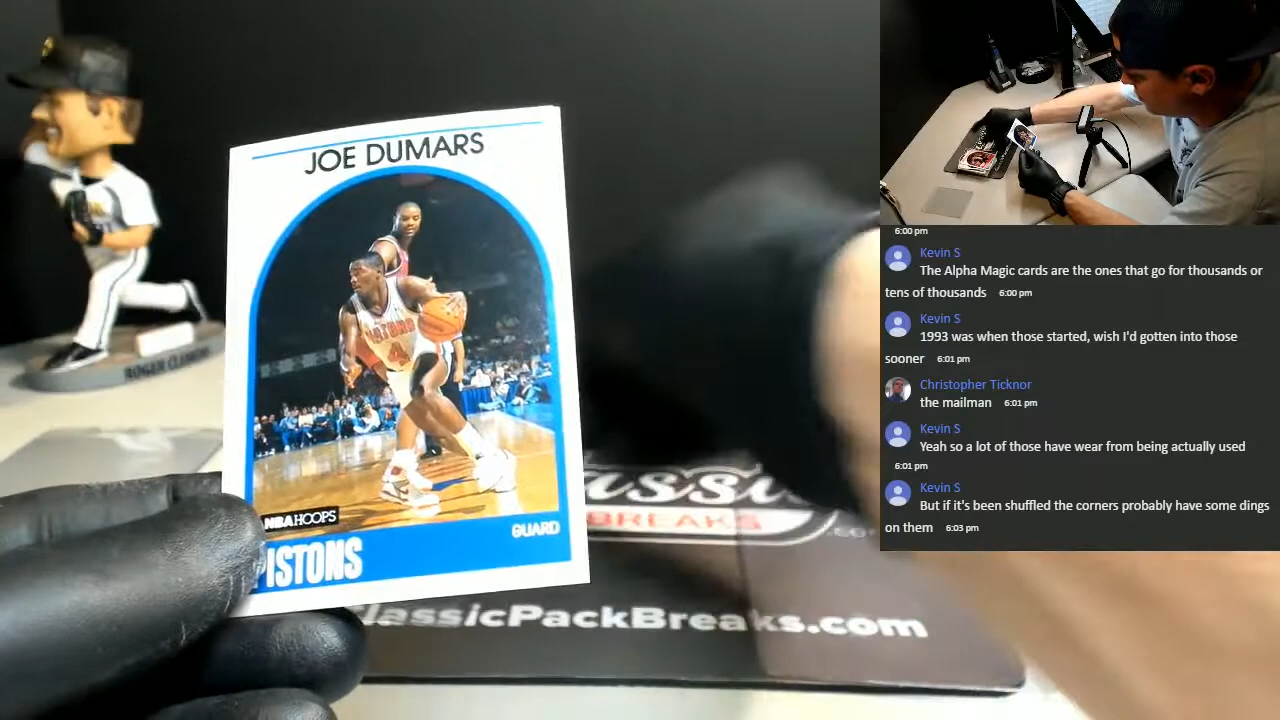 JOE DUMARS
PISTONS
4
NBA HOOPS
GUARD
PISTONS
BREAKS
ClassicPackBreaks.com
6:00 pm
Kevin S
The Alpha Magic cards are the ones that go for thousands or
tens of thousands 6:00 pm
Kevin S
1993 was when those started, wish I'd gotten into those
sooner 6:01 pm
Christopher Ticknor
the mailman 6:01 pm
Kevin S
Yeah so a lot of those have wear from being actually used
6:01 pm
Kevin S
But if it's been shuffled the corners probably have some dings
on them 6:03 pm